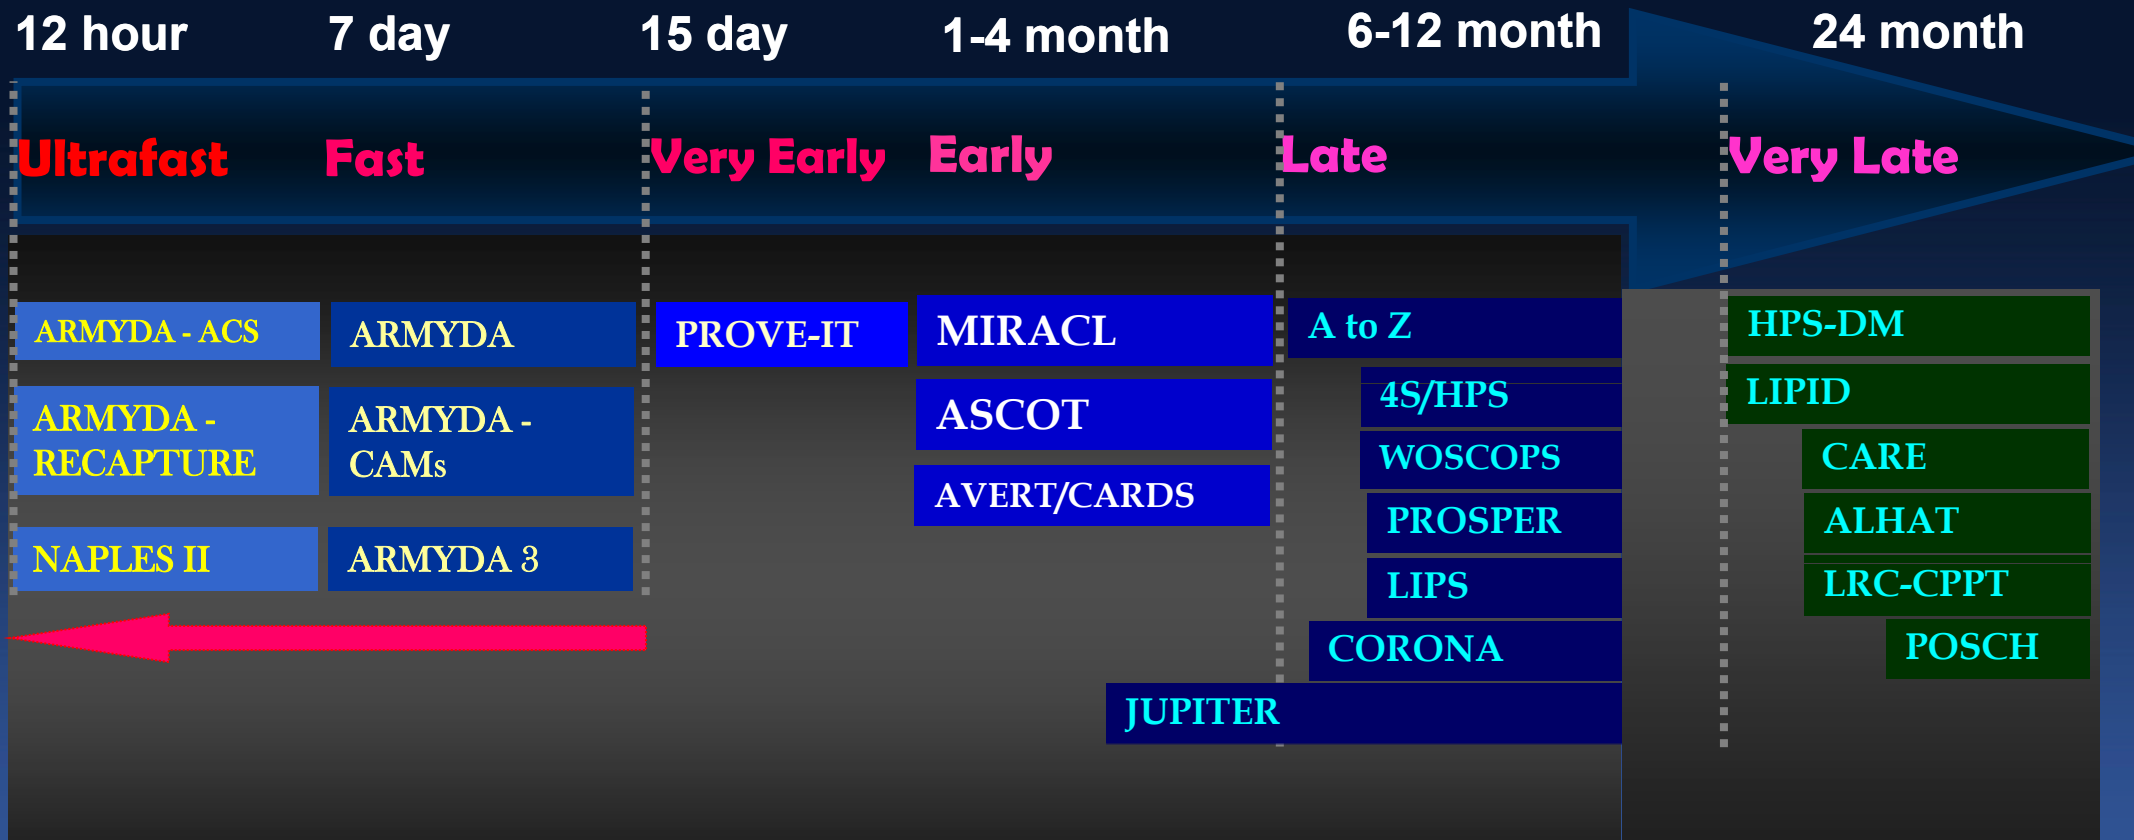 12 hour
7 day
15 day
1-4 month
6-12 month
24 month
Ultrafast
Fast
Very Early
Early
Late
Very Late
ARMYDA - ACS
ARMYDA -
RECAPTURE
NAPLES II
ARMYDA
ARMYDA -
CAMs
ARMYDA 3
PROVE-IT
MIRACL
ASCOT
AVERT/CARDS
A to Z
4S/HPS
WOSCOPS
PROSPER
LIPS
CORONA
JUPITER
HPS-DM
LIPID
CARE
ALHAT
LRC-CPPT
POSCH